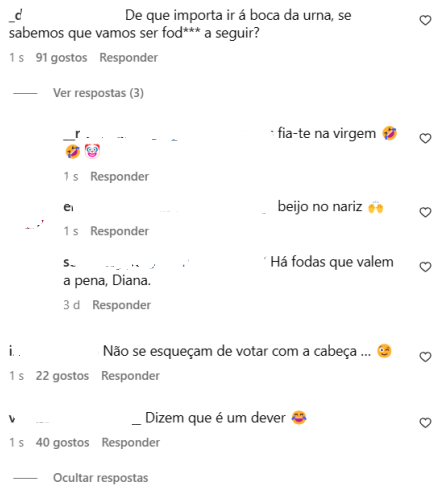 De que importa ir á boca da urna, se
sabemos que vamos ser fod*** a seguir?
1 s 91 gostos Responder
Ver respostas (3)
fia-te na virgem 🤣
🤣 🤡
1 s Responder
beijo no nariz 🙌
1 s Responder
Há fodas que valem
a pena, Diana.
3 d Responder
Não se esqueçam de votar com a cabeça ... 😉
1 s 22 gostos Responder
Dizem que é um dever 😂
1 s 40 gostos Responder
Ocultar respostas